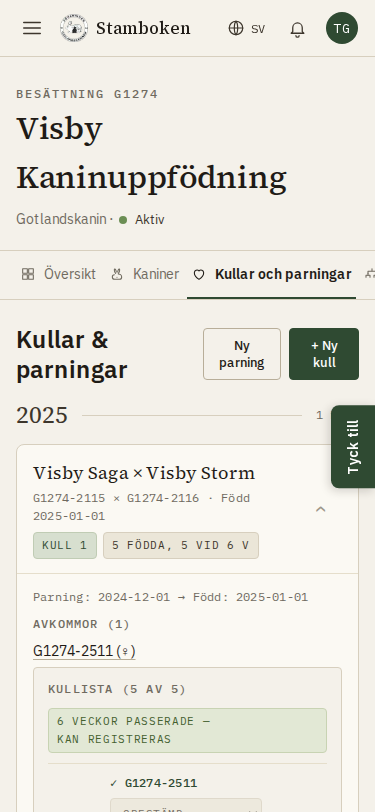 Stamboken
SV
TG
BESÄTTNING G1274
Visby
Kaninuppfödning
Gotlandskanin · Aktiv
Översikt
Kaniner
Kullar och parningar
Kullar &
parningar
Ny
parning
+ Ny
kull
2025
1
Tyck till
Visby Saga × Visby Storm
G1274-2115 × G1274-2116 · Född
2025-01-01
KULL 1
5 FÖDDA, 5 VID 6 V
Parning: 2024-12-01 → Född: 2025-01-01
AVKOMMOR (1)
G1274-2511 (♀)
KULLISTA (5 AV 5)
6 VECKOR PASSERADE —
KAN REGISTRERAS
✓ G1274-2511